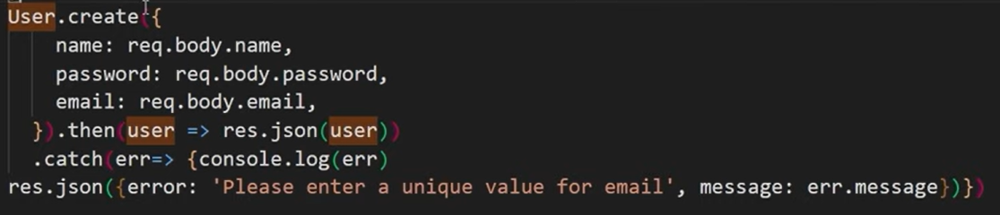 User.create({
name: req.body.name,
password: req.body.password,
email: req.body.email,
}).then(user => res.json(user))
.catch(err=> {console.log(err)
res.json({error: 'Please enter a unique value for email', message: err.message})})